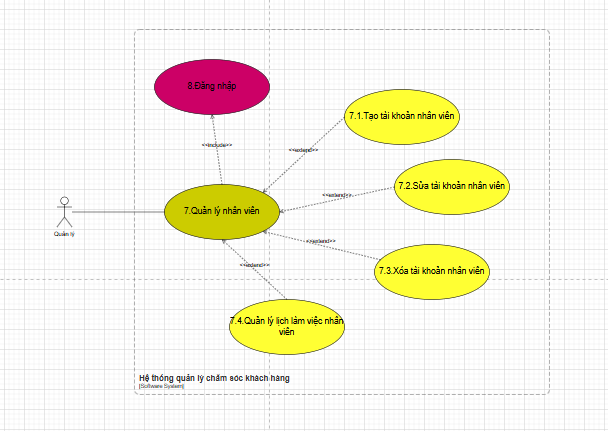 8.Đăng nhập
7.1.Tạo tài khoản nhân viên
<<include>>
<<extend>>
7.2.Sửa tài khoản nhân viên
<<extend>>
7.Quản lý nhân viên
Quản lý
<<extend>>
7.3.Xóa tài khoản nhân viên
<<extend>>
7.4.Quản lý lịch làm việc nhân
viên
Hệ thống quản lý chăm sóc khách hàng
[Software System]